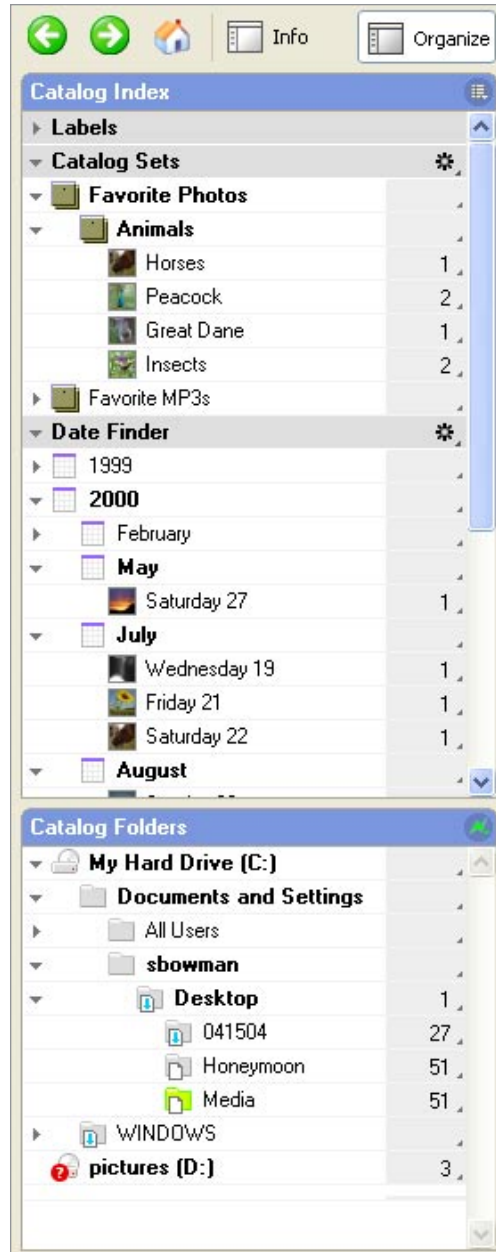 Info Organize
Catalog Index
Labels
Catalog Sets
Favorite Photos
Animals
Horses 1
Peacock 2
Great Dane 1
Insects 2
Favorite MP3s
Date Finder
1999
2000
February
May
Saturday 27 1
July
Wednesday 19 1
Friday 21 1
Saturday 22 1
August
Catalog Folders
My Hard Drive (C:)
Documents and Settings
All Users
sbowman
Desktop 1
041504 27
Honeymoon 51
Media 51
WINDOWS
pictures (D:) 3